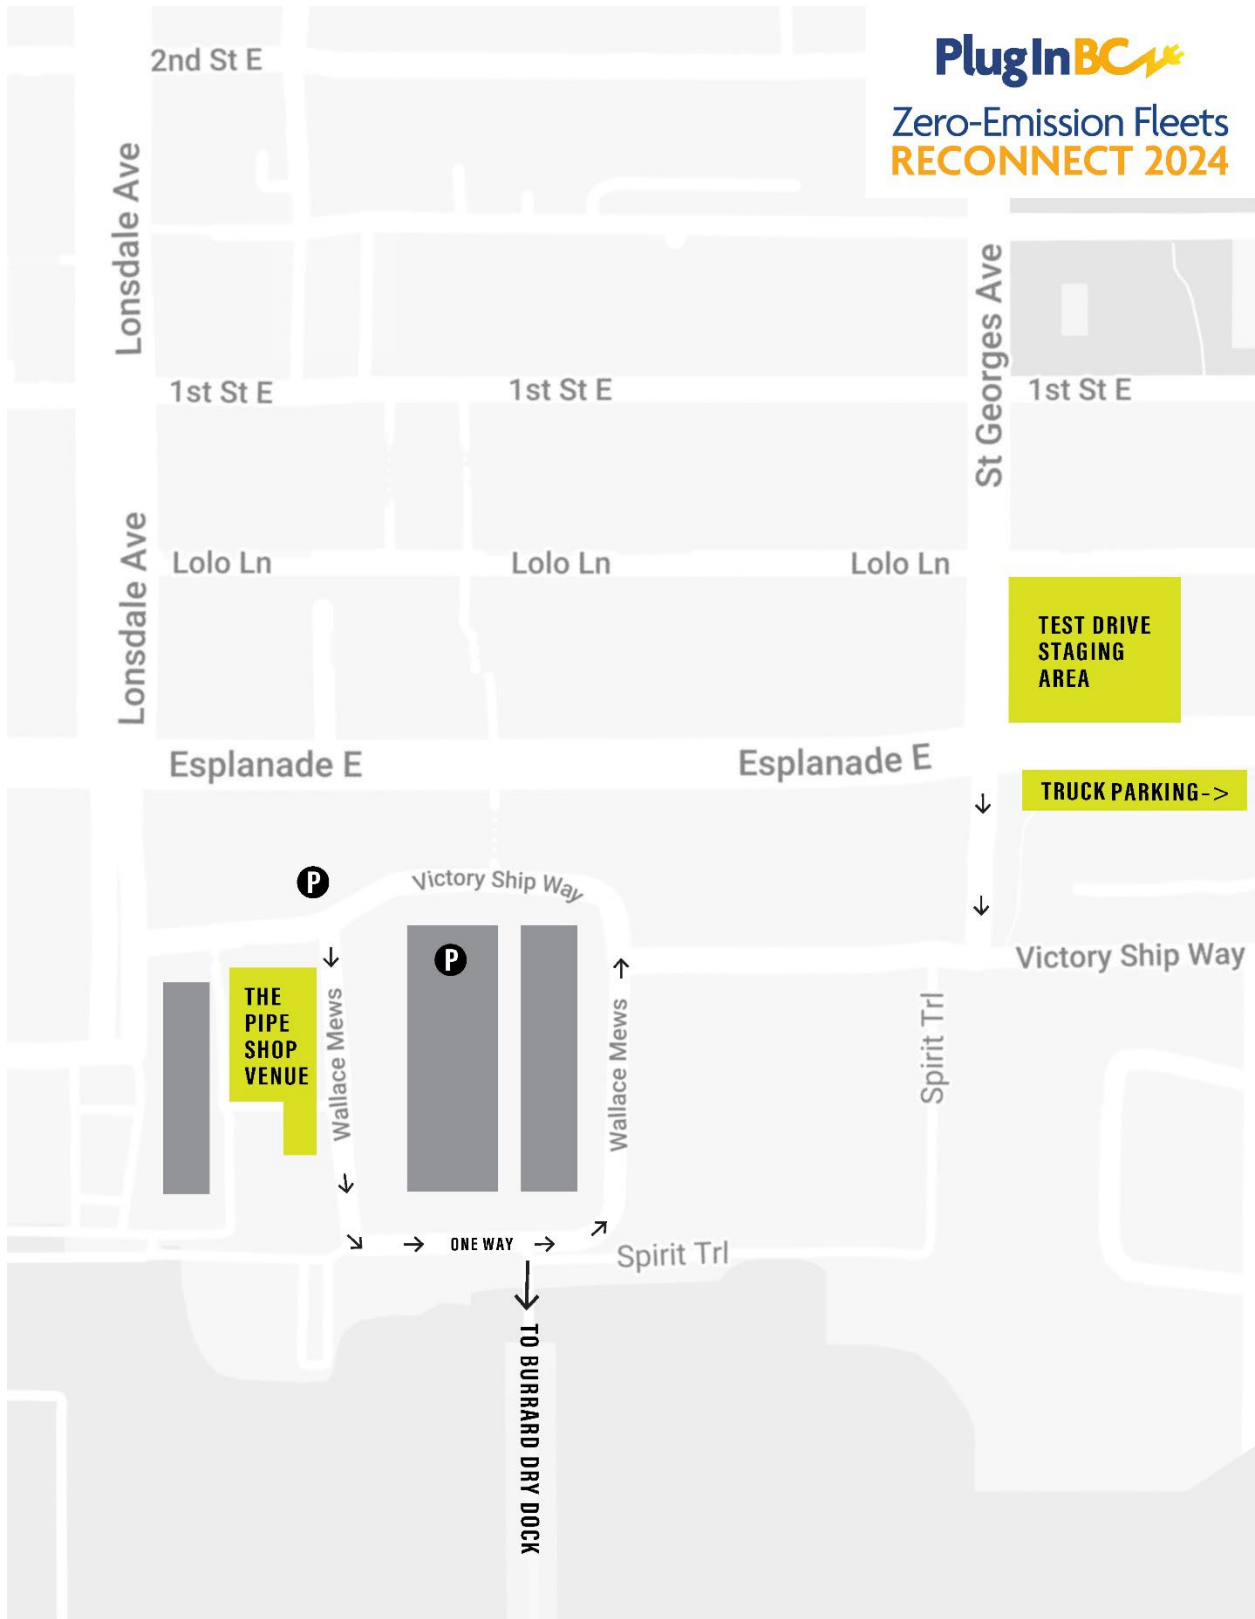 2nd St E
PlugInBC
Zero-Emission Fleets
RECONNECT 2024
Lonsdale Ave
St Georges Ave
1st St E
1st St E
1st St E
Lonsdale Ave
Lolo Ln
Lolo Ln
Lolo Ln
TEST DRIVE
STAGING
AREA
Esplanade E
Esplanade E
TRUCK PARKING->
P
Victory Ship Way
P
Victory Ship Way
THE
PIPE
SHOP
VENUE
Wallace Mews
Wallace Mews
Spirit Trl
ONE WAY
Spirit Trl
TO BURRARD DRY DOCK